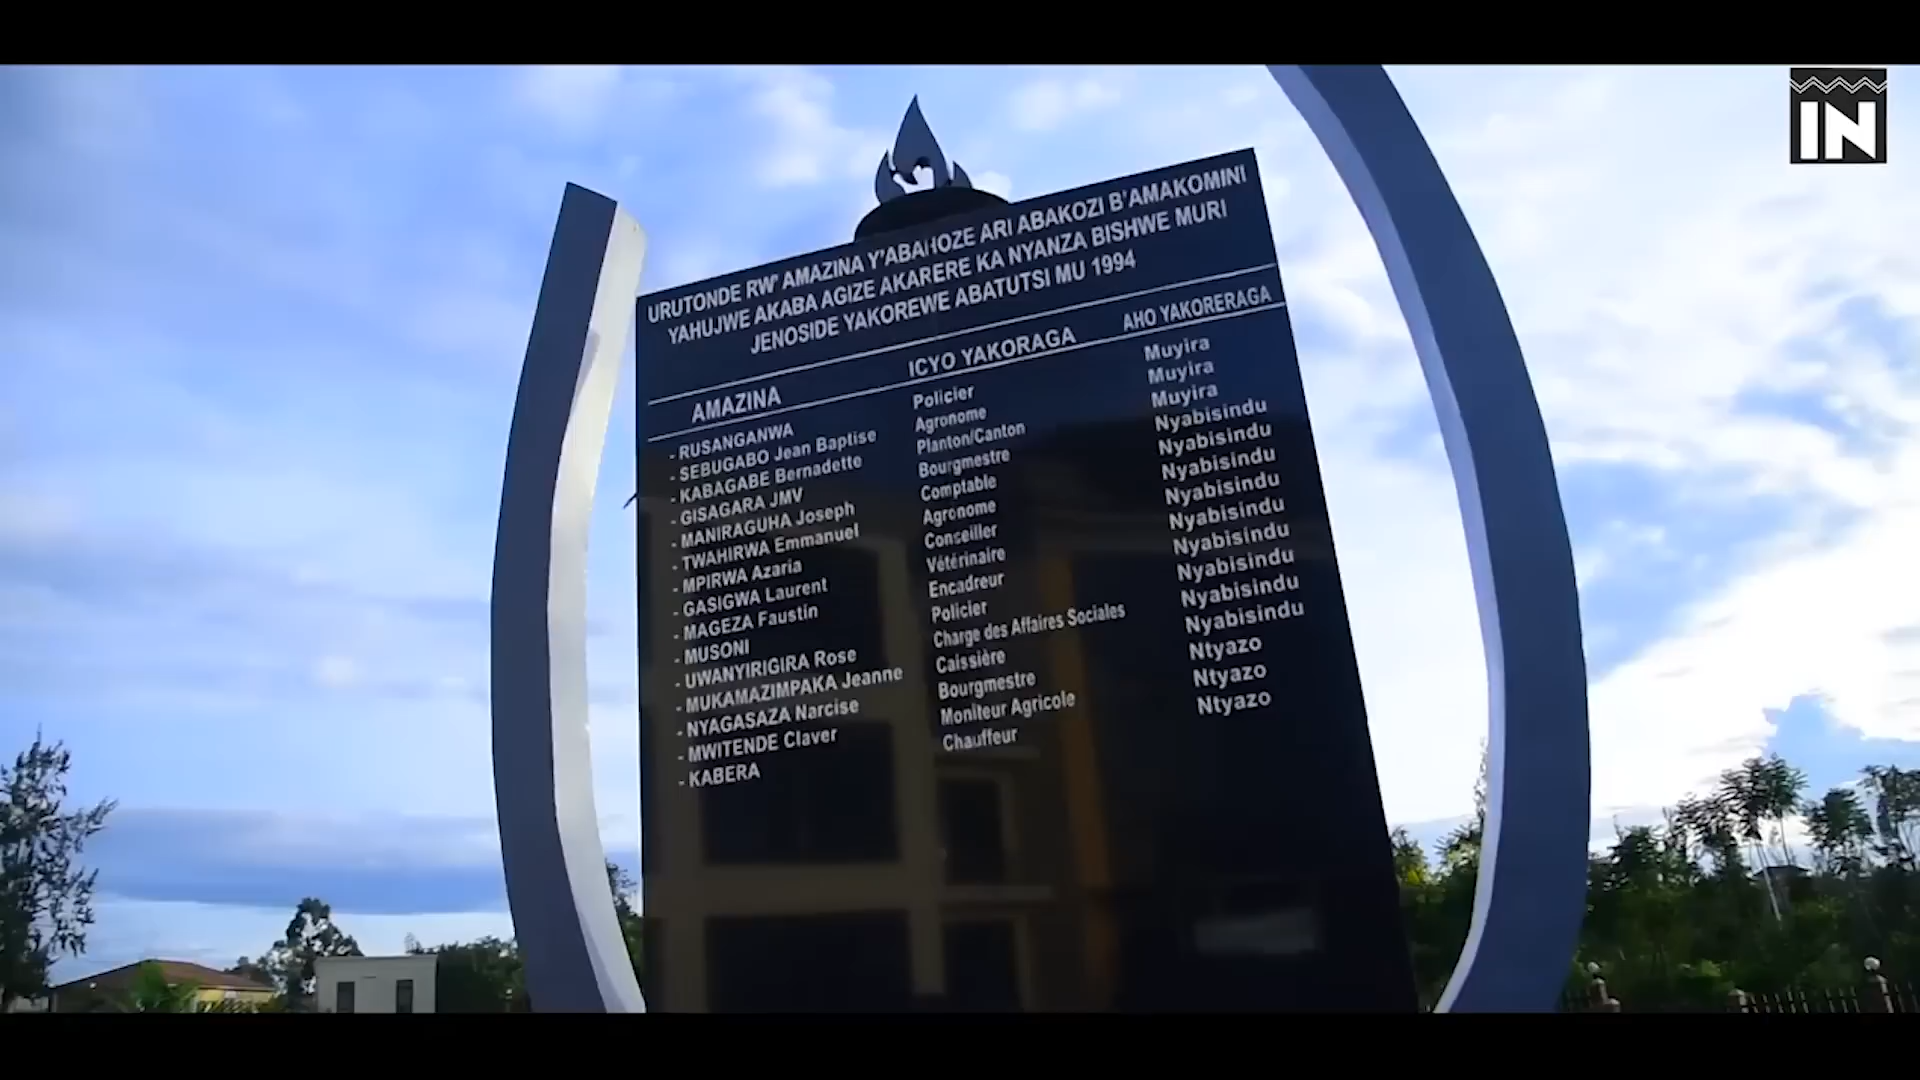 IN
URUTONDE RW' AMAZINA Y'ABAHOZE ARI ABAKOZI B'AMAKOMINI
YAHUJWE AKABA AGIZE AKARERE KA NYANZA BISHWE MURI
JENOSIDE YAKOREWE ABATUTSI MU 1994
AMAZINA ICYO YAKORAGA AHO YAKORERAGA
- RUSANGANWA Policier Muyira
- SEBUGABO Jean Baptise Agronome Muyira
- KABAGABE Bernadette Planton/Canton Muyira
- GISAGARA JMV Bourgmestre Nyabisindu
- MANIRAGUHA Joseph Comptable Nyabisindu
- TWAHIRWA Emmanuel Agronome Nyabisindu
- MPIRWA Azaria Conseiller Nyabisindu
- GASIGWA Laurent Vétérinaire Nyabisindu
- MAGEZA Faustin Encadreur Nyabisindu
- MUSONI Policier Nyabisindu
- UWANYIRIGIRA Rose Charge des Affaires Sociales Nyabisindu
- MUKAMAZIMPAKA Jeanne Caissière Nyabisindu
- NYAGASAZA Narcise Bourgmestre Ntyazo
- MWITENDE Claver Moniteur Agricole Ntyazo
- KABERA Chauffeur Ntyazo